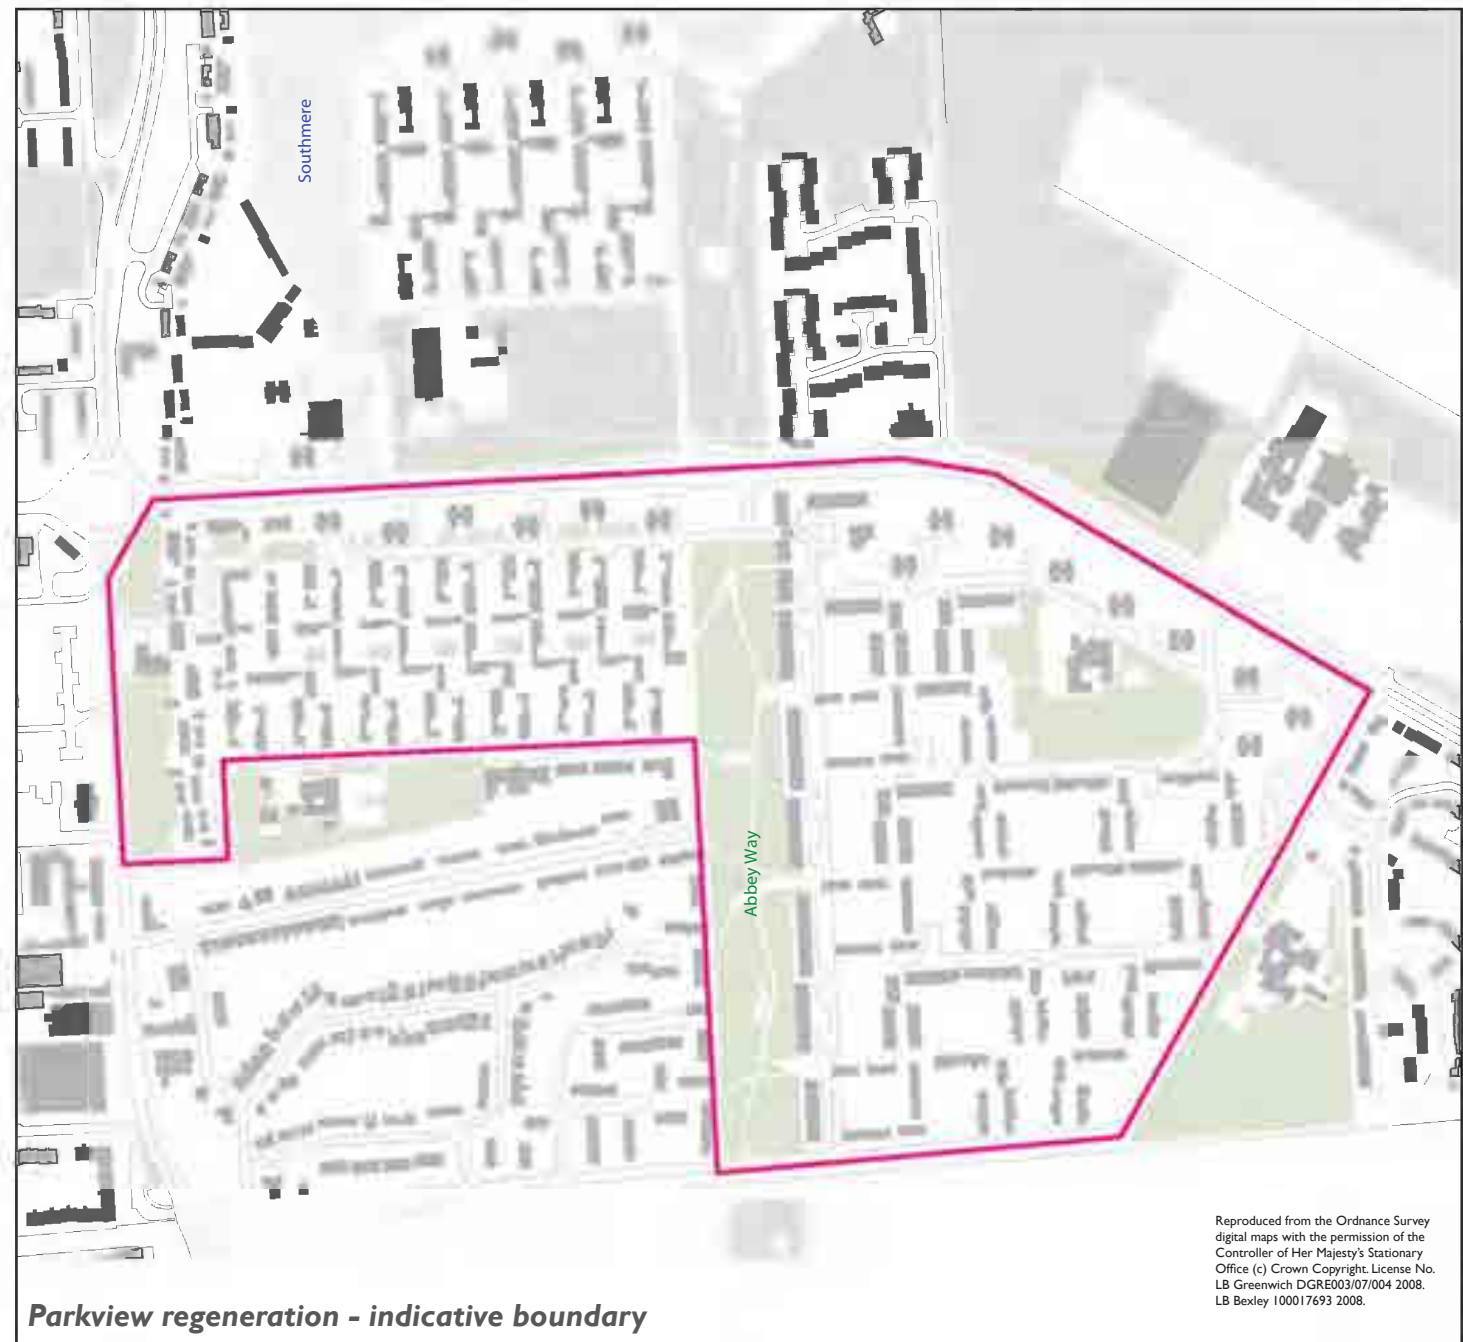 Southmere
Abbey Way
Reproduced from the Ordnance Survey
digital maps with the permission of the
Controller of Her Majesty's Stationary
Office (c) Crown Copyright. License No.
LB Greenwich DGRE003/07/004 2008.
LB Bexley 100017693 2008.
Parkview regeneration - indicative boundary